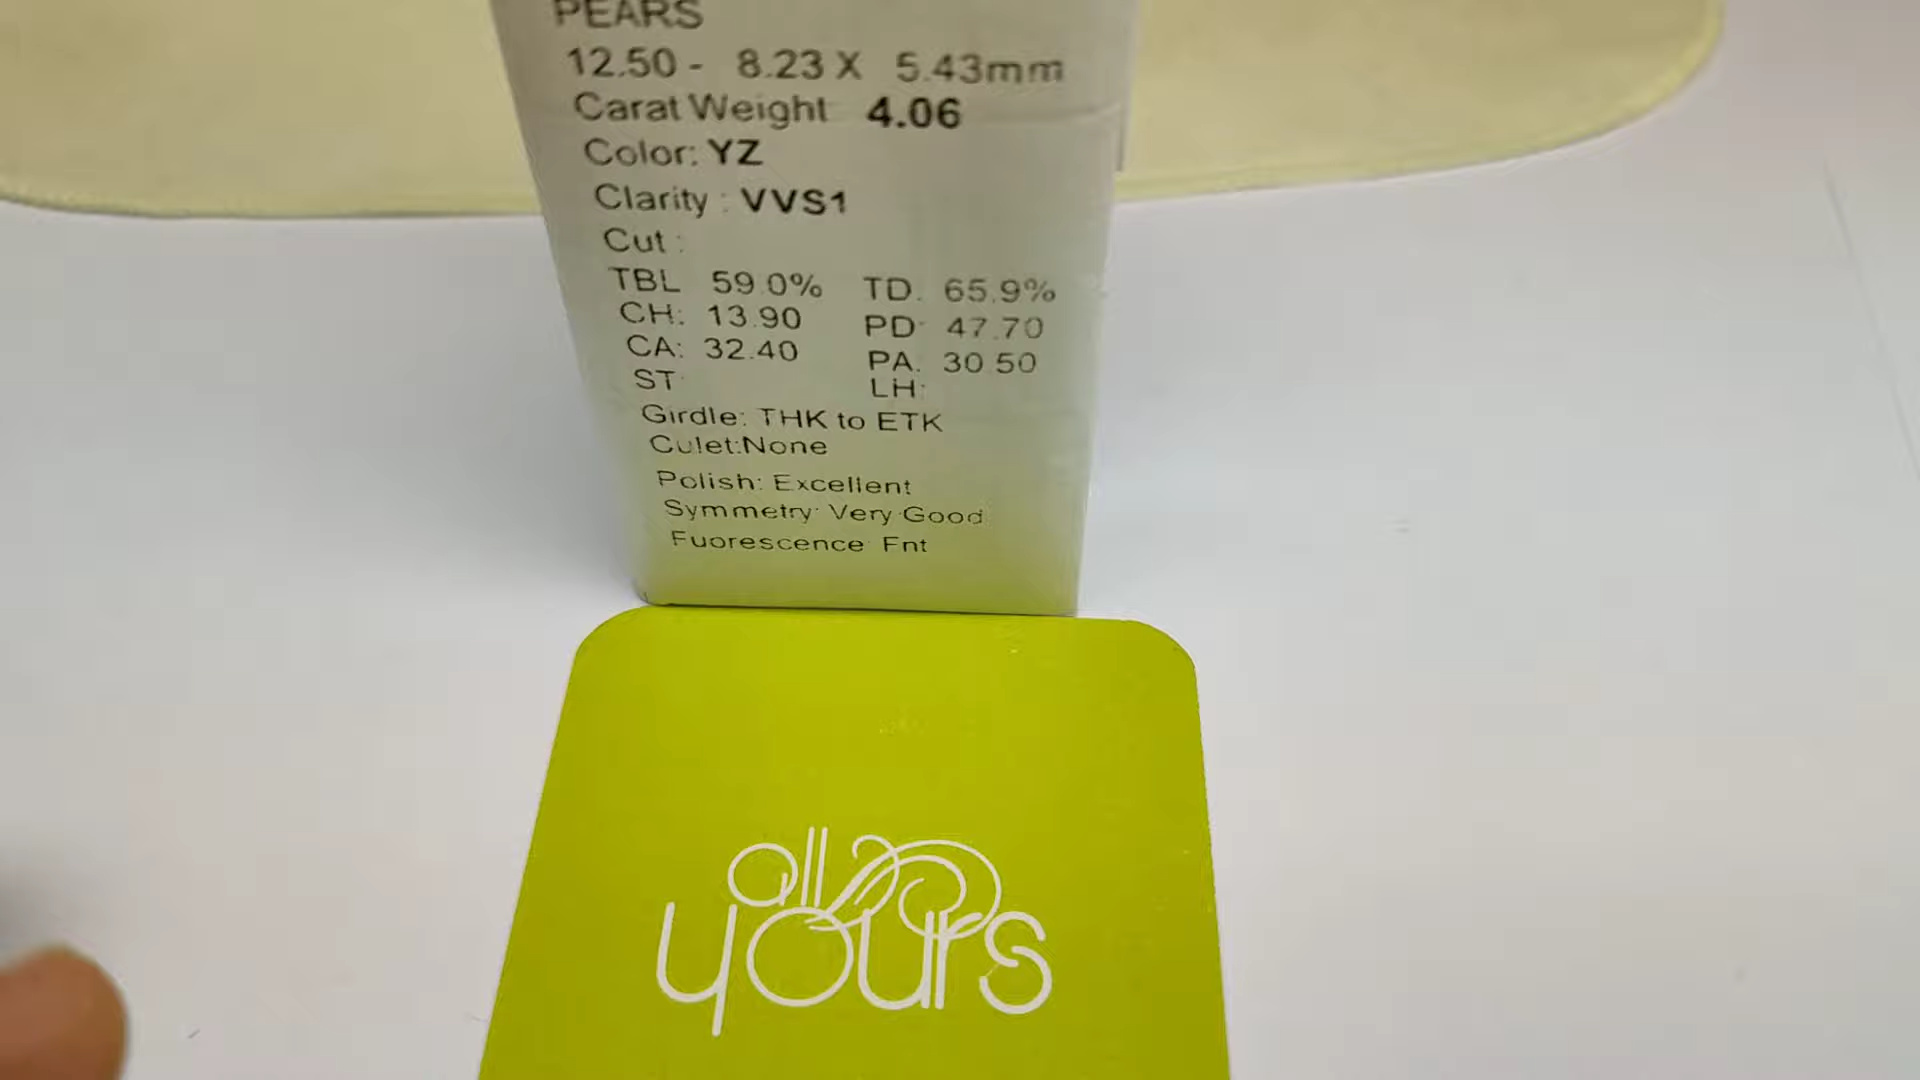 PEARS
12.50 - 8.23 X 5.43mm
Carat Weight 4.06
Color: YZ
Clarity : VVS1
Cut :
TBL 59.0% TD. 65.9%
CH: 13.90 PD: 47.70
CA: 32.40 PA: 30.50
ST: LH:
Girdle: THK to ETK
Culet:None
Polish: Excellent
Symmetry: Very Good
Fuorescence: Fnt
all
yours